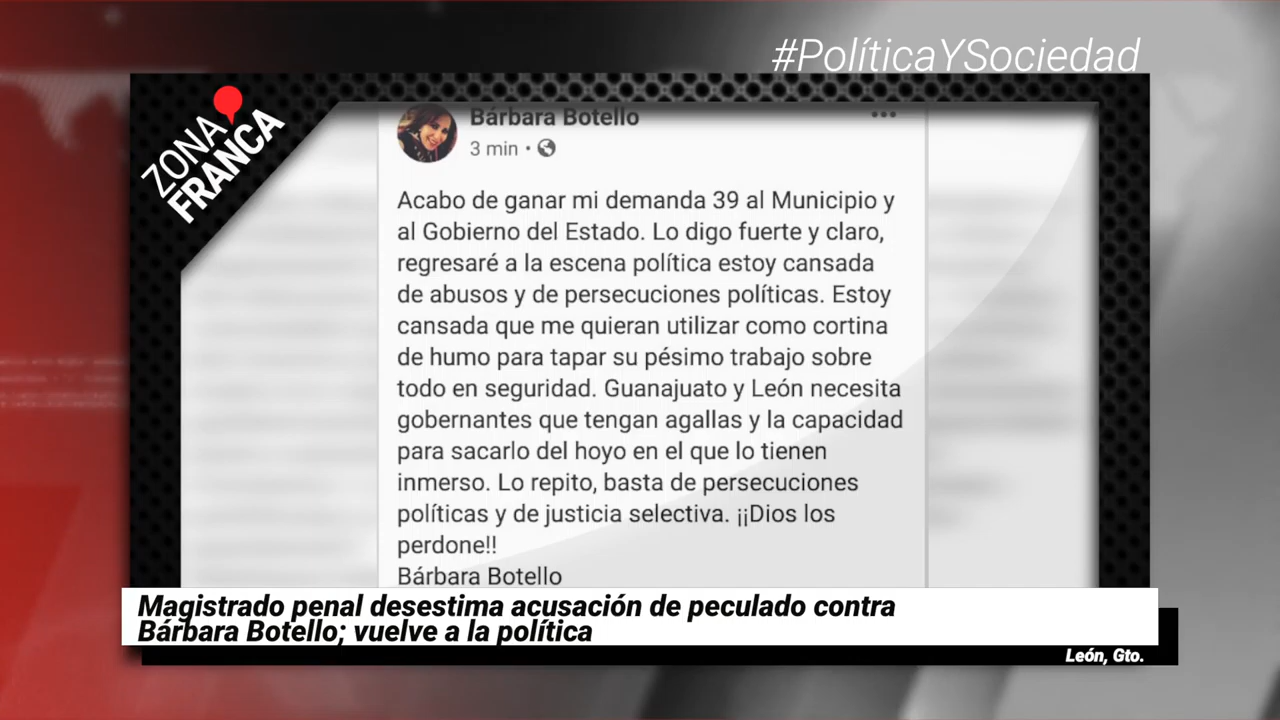 #PolíticaYSociedad
ZONA
FRANCA
Bárbara Botello
3 min
Acabo de ganar mi demanda 39 al Municipio y
al Gobierno del Estado. Lo digo fuerte y claro,
regresaré a la escena política estoy cansada
de abusos y de persecuciones políticas. Estoy
cansada que me quieran utilizar como cortina
de humo para tapar su pésimo trabajo sobre
todo en seguridad. Guanajuato y León necesita
gobernantes que tengan agallas y la capacidad
para sacarlo del hoyo en el que lo tienen
inmerso. Lo repito, basta de persecuciones
políticas y de justicia selectiva. ¡¡Dios los
perdone!!
Bárbara Botello
Magistrado penal desestima acusación de peculado contra
Bárbara Botello; vuelve a la política
León, Gto.